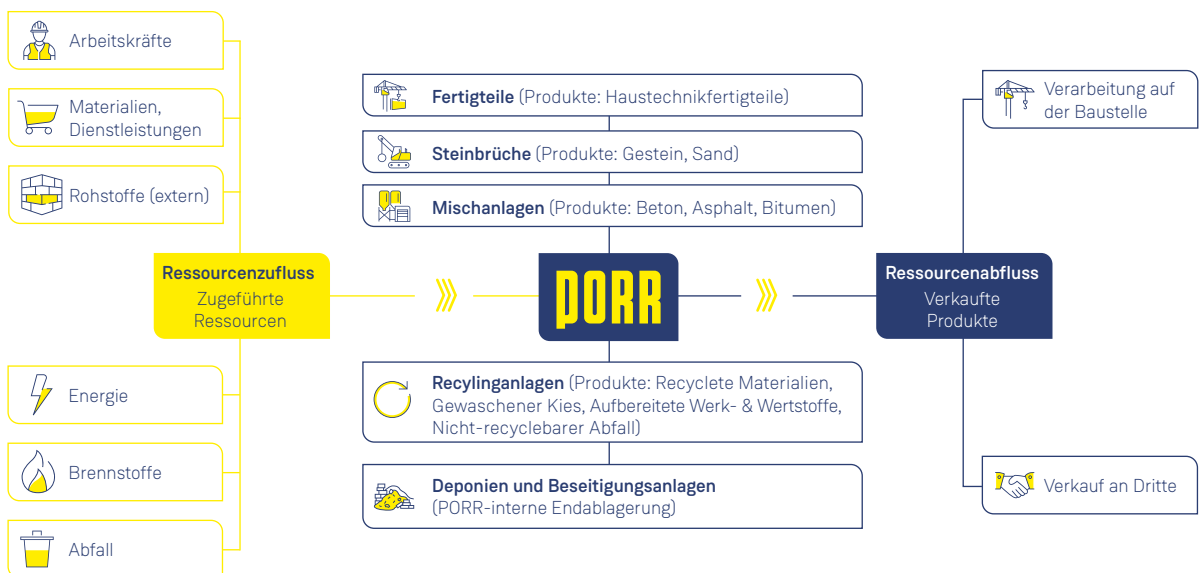 Arbeitskräfte
Materialien,
Dienstleistungen
Rohstoffe (extern)
Ressourcenzufluss
Zugeführte
Ressourcen
Energie
Brennstoffe
Abfall
Fertigteile (Produkte: Haustechnikfertigteile)
Steinbrüche (Produkte: Gestein, Sand)
Mischanlagen (Produkte: Beton, Asphalt, Bitumen)
PORR
Recylinganlagen (Produkte: Recyclete Materialien,
Gewaschener Kies, Aufbereitete Werk- & Wertstoffe,
Nicht-recyclebarer Abfall)
Deponien und Beseitigungsanlagen
(PORR-interne Endablagerung)
Verarbeitung auf
der Baustelle
Ressourcenabfluss
Verkaufte
Produkte
Verkauf an Dritte